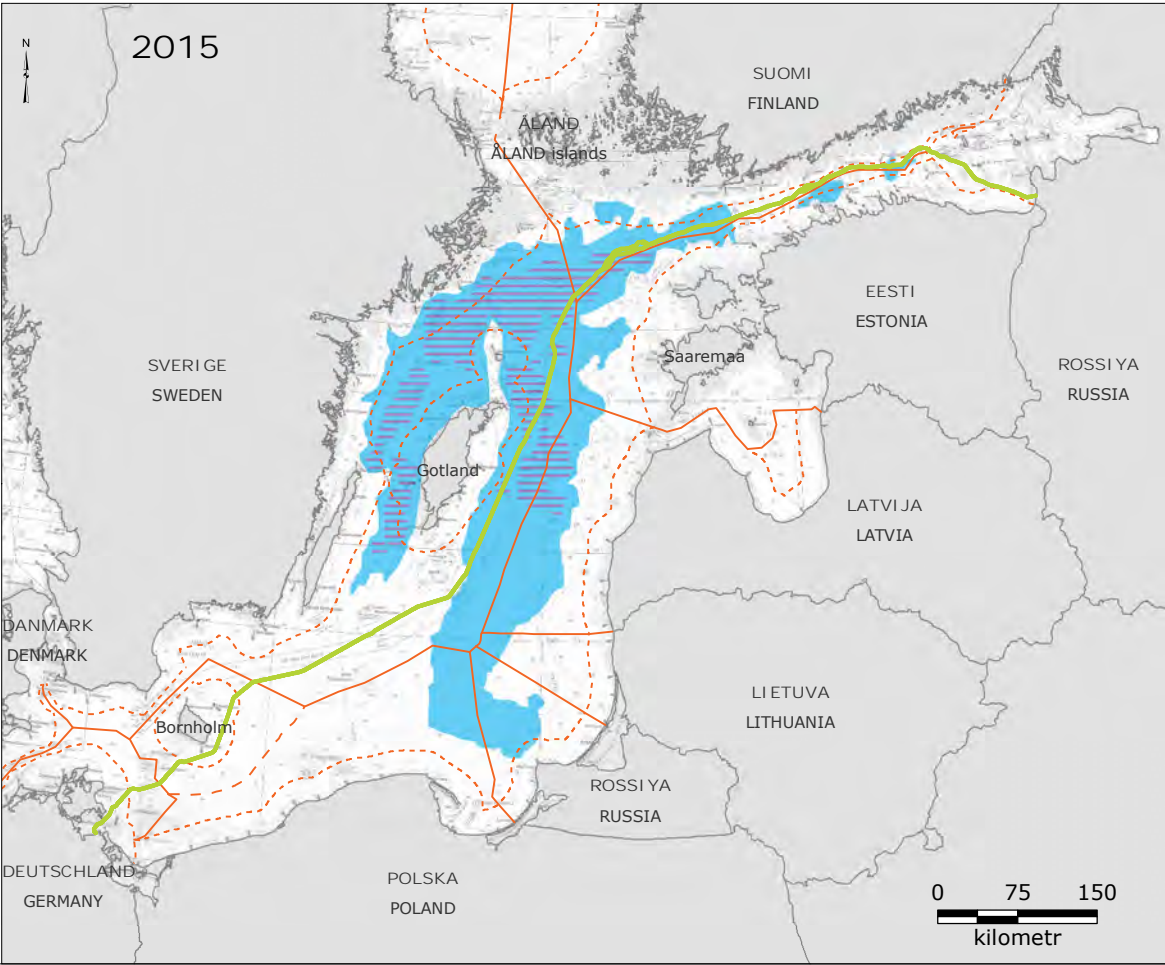 2015
N
SUOMI
FINLAND
ÅLAND
ÅLAND islands
EESTI
ESTONIA
SVERIGE
SWEDEN
Saaremaa
ROSSIYA
RUSSIA
Gotland
LATVIJA
LATVIA
DANMARK
DENMARK
LIETUVA
LITHUANIA
Bornholm
ROSSIYA
RUSSIA
DEUTSCHLAND
GERMANY
POLSKA
POLAND
0 75 150
kilometr